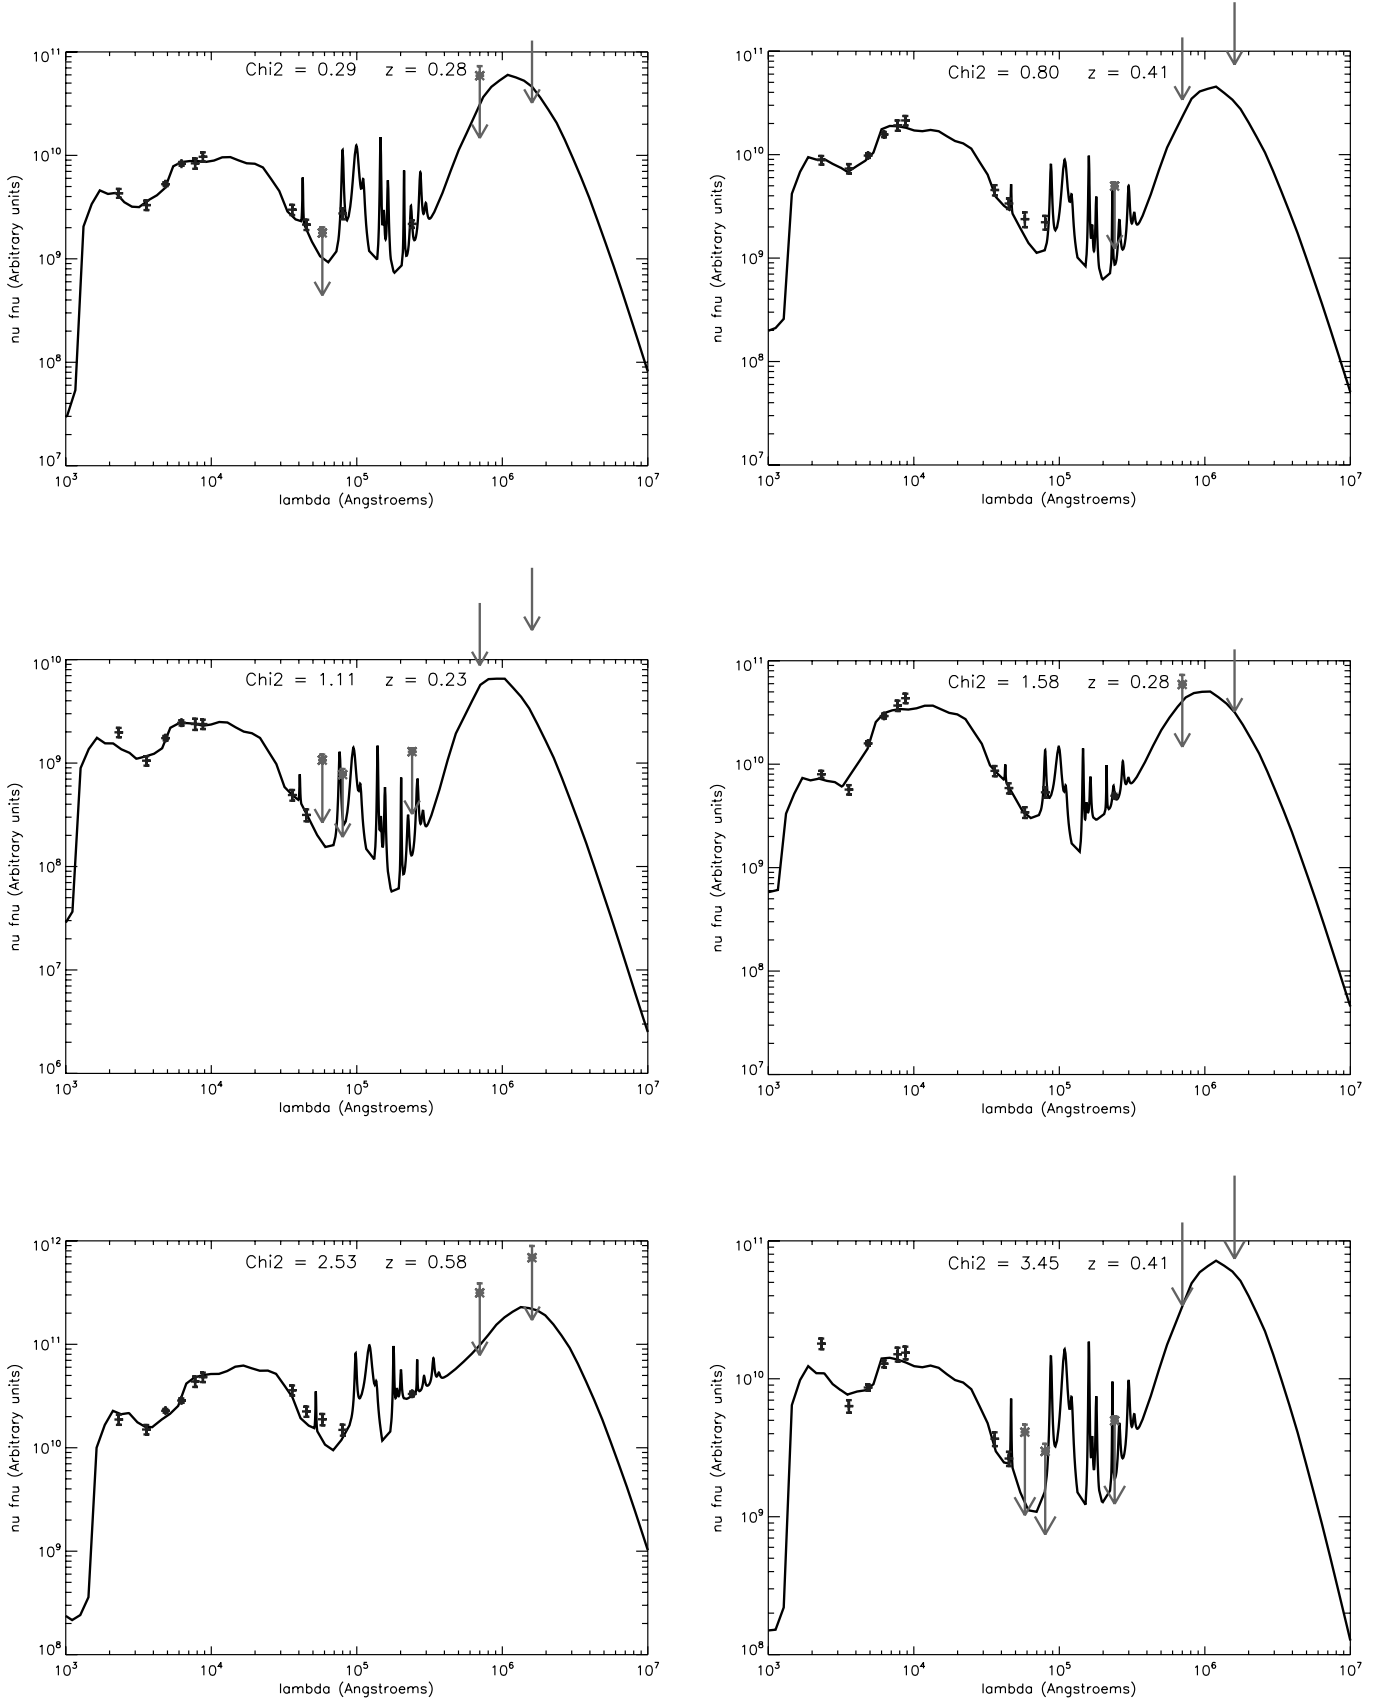 Chi2 = 0.29 z = 0.28
nu fnu (Arbitrary units)
10^11
10^10
10^9
10^8
10^7
10^3 10^4 10^5 10^6 10^7
lambda (Angstroems)
Chi2 = 0.80 z = 0.41
nu fnu (Arbitrary units)
10^11
10^10
10^9
10^8
10^7
10^3 10^4 10^5 10^6 10^7
lambda (Angstroems)
Chi2 = 1.11 z = 0.23
nu fnu (Arbitrary units)
10^10
10^9
10^8
10^7
10^6
10^3 10^4 10^5 10^6 10^7
lambda (Angstroems)
Chi2 = 1.58 z = 0.28
nu fnu (Arbitrary units)
10^11
10^10
10^9
10^8
10^7
10^3 10^4 10^5 10^6 10^7
lambda (Angstroems)
Chi2 = 2.53 z = 0.58
nu fnu (Arbitrary units)
10^12
10^11
10^10
10^9
10^8
10^3 10^4 10^5 10^6 10^7
lambda (Angstroems)
Chi2 = 3.45 z = 0.41
nu fnu (Arbitrary units)
10^11
10^10
10^9
10^8
10^3 10^4 10^5 10^6 10^7
lambda (Angstroems)